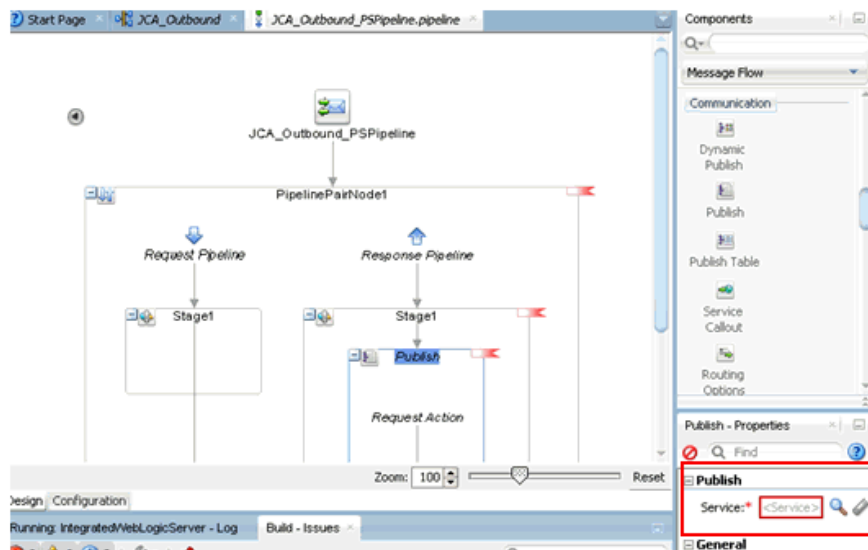 Start Page
JCA_Outbound
JCA_Outbound_PSPipeline.pipeline
JCA_Outbound_PSPipeline
PipelinePairNode1
Request Pipeline
Response Pipeline
Stage1
Stage1
Publish
Request Action
Zoom: 100
Reset
Design
Configuration
Running: IntegratedWebLogicServer - Log
Build - Issues
Components
Message Flow
Communication
Dynamic
Publish
Publish
Publish Table
Service
Callout
Routing
Options
Publish - Properties
Find
Publish
Service:* <Service>
General